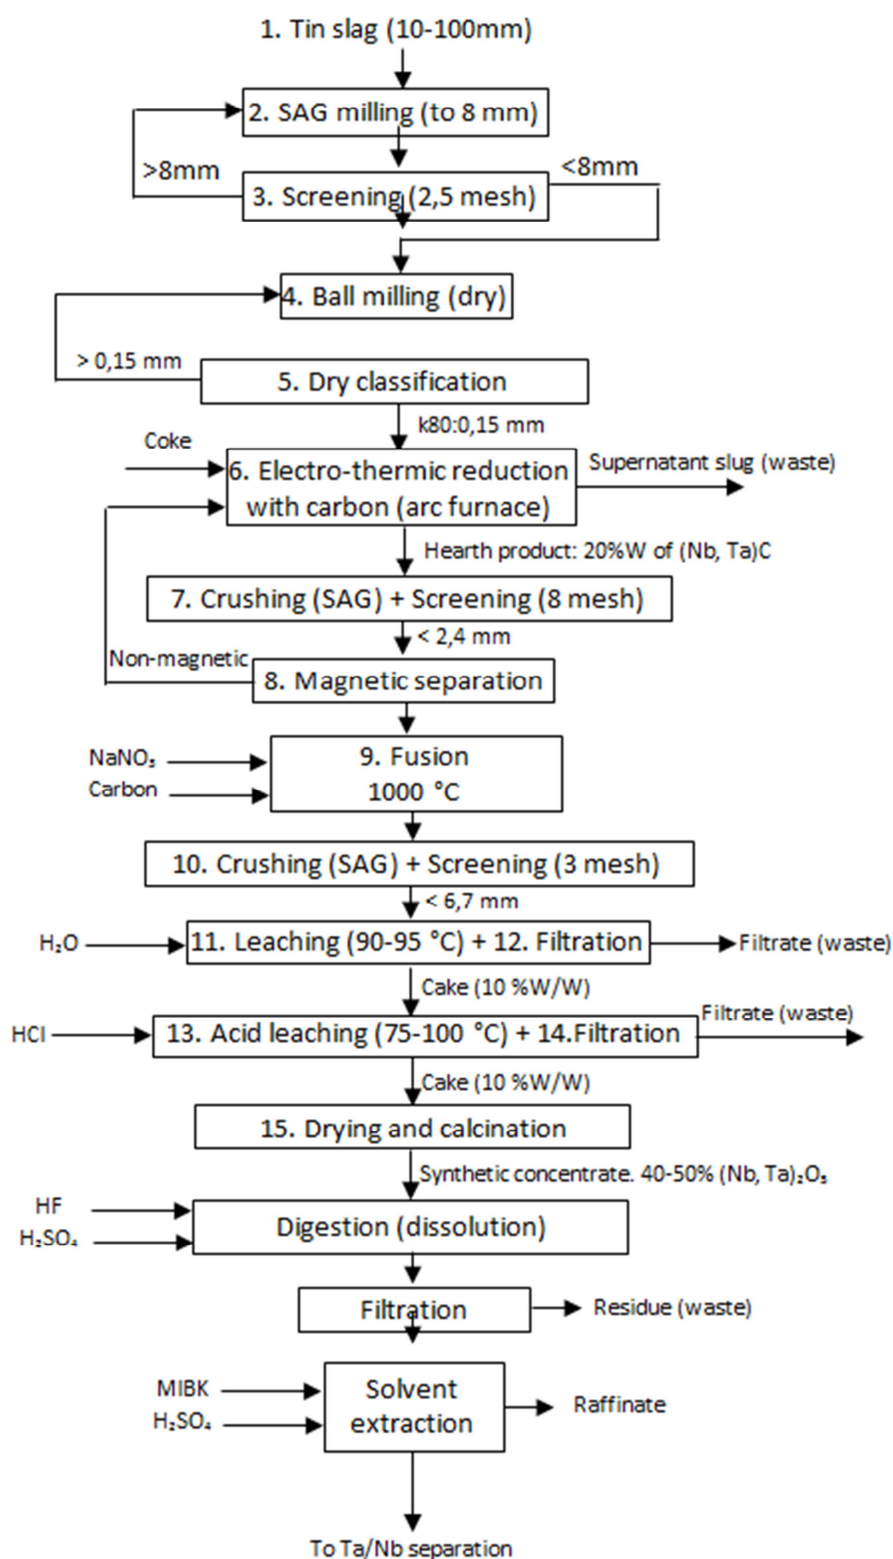 1. Tin slag (10-100mm)
2. SAG milling (to 8 mm)
>8mm
<8mm
3. Screening (2,5 mesh)
4. Ball milling (dry)
> 0,15 mm
5. Dry classification
k80:0,15 mm
Coke
6. Electro-thermic reduction
with carbon (arc furnace)
Supernatant slug (waste)
Hearth product: 20%W of (Nb, Ta)C
7. Crushing (SAG) + Screening (8 mesh)
< 2,4 mm
Non-magnetic
8. Magnetic separation
NaNO₃
Carbon
9. Fusion
1000 °C
10. Crushing (SAG) + Screening (3 mesh)
< 6,7 mm
H₂O
11. Leaching (90-95 °C) + 12. Filtration
Filtrate (waste)
Cake (10 %W/W)
HCl
13. Acid leaching (75-100 °C) + 14.Filtration
Filtrate (waste)
Cake (10 %W/W)
15. Drying and calcination
Synthetic concentrate. 40-50% (Nb, Ta)₂O₅
HF
H₂SO₄
Digestion (dissolution)
Filtration
Residue (waste)
MIBK
H₂SO₄
Solvent
extraction
Raffinate
To Ta/Nb separation